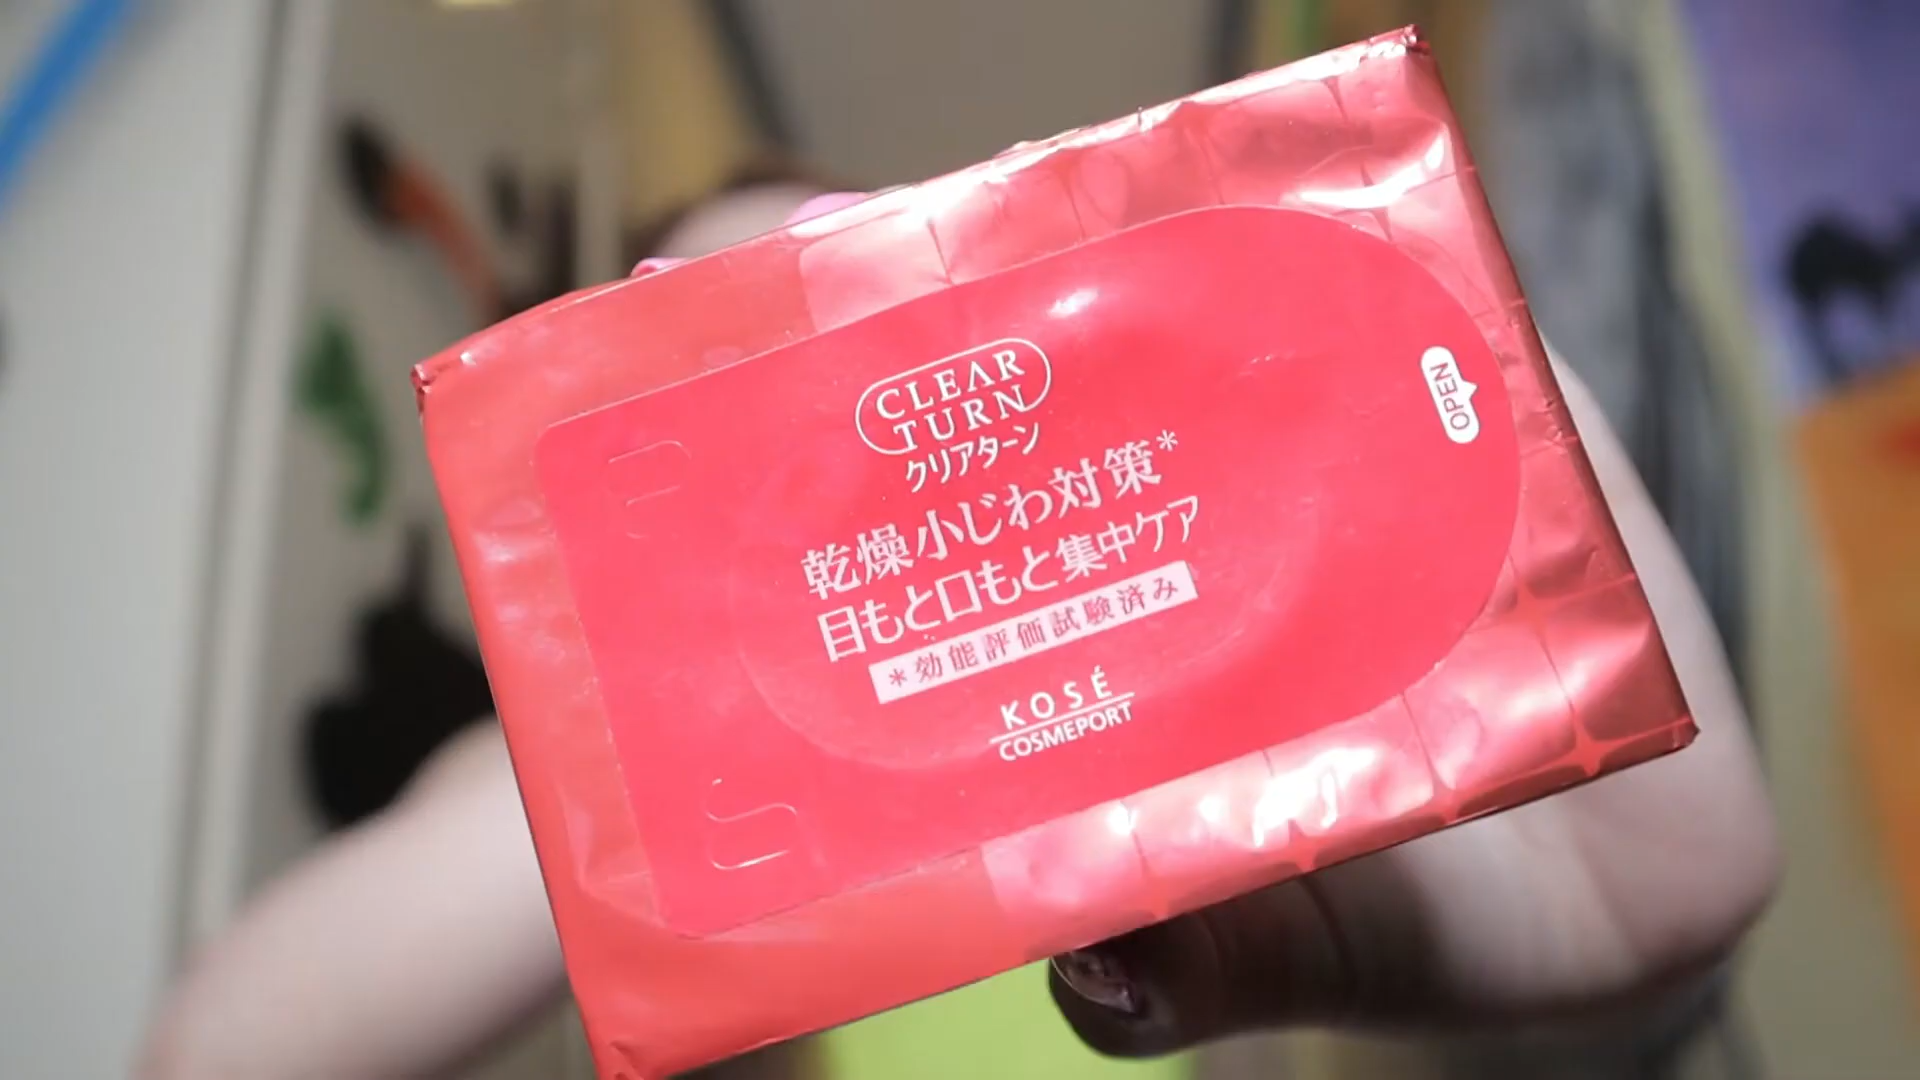 CLEAR
TURN
クリアターン
乾燥小じわ対策*
目もと口もと集中ケア
*効能評価試験済み
KOSÉ
COSMEPORT
OPEN